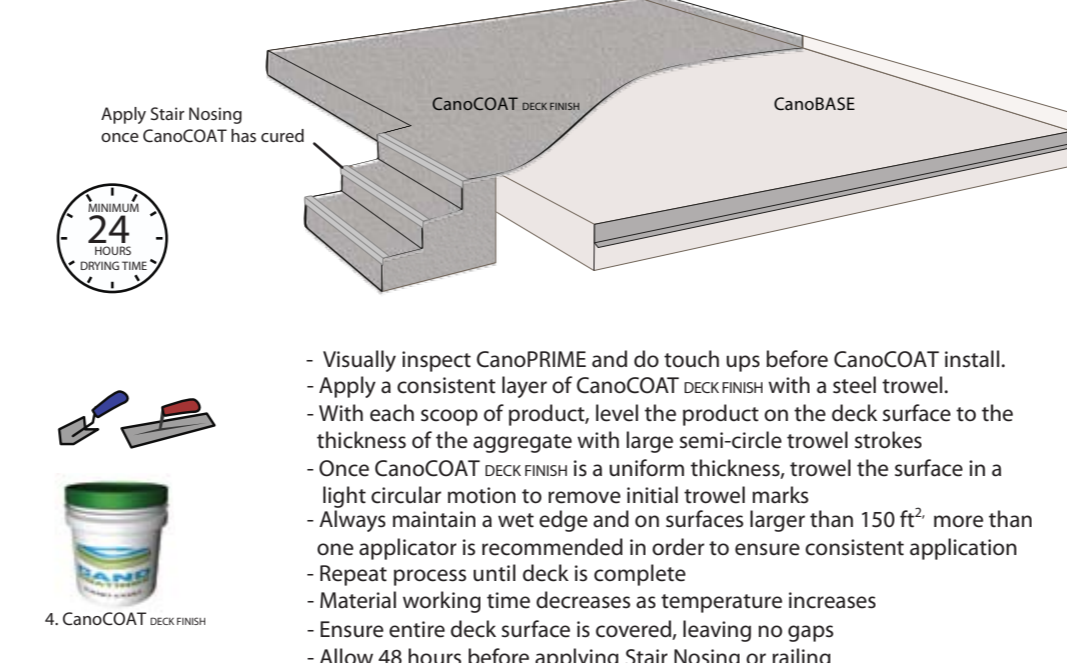 CanoCOAT DECK FINISH
CanoBASE
Apply Stair Nosing
once CanoCOAT has cured
MINIMUM
24
HOURS
DRYING TIME
- Visually inspect CanoPRIME and do touch ups before CanoCOAT install.
- Apply a consistent layer of CanoCOAT DECK FINISH with a steel trowel.
- With each scoop of product, level the product on the deck surface to the
thickness of the aggregate with large semi-circle trowel strokes
- Once CanoCOAT DECK FINISH is a uniform thickness, trowel the surface in a
light circular motion to remove initial trowel marks
- Always maintain a wet edge and on surfaces larger than 150 ft², more than
one applicator is recommended in order to ensure consistent application
- Repeat process until deck is complete
- Material working time decreases as temperature increases
- Ensure entire deck surface is covered, leaving no gaps
- Allow 48 hours before applying Stair Nosing or railing
4. CanoCOAT DECK FINISH